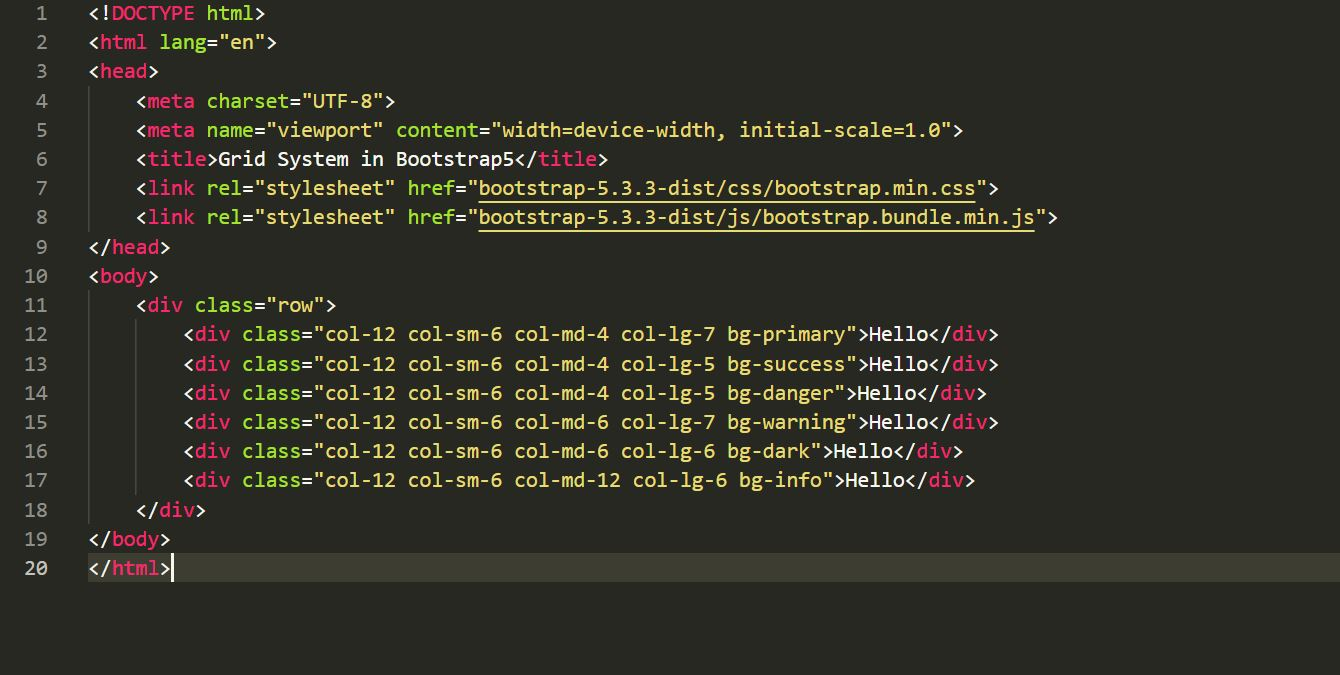 1 <!DOCTYPE html>
2 <html lang="en">
3 <head>
4     <meta charset="UTF-8">
5     <meta name="viewport" content="width=device-width, initial-scale=1.0">
6     <title>Grid System in Bootstrap5</title>
7     <link rel="stylesheet" href="bootstrap-5.3.3-dist/css/bootstrap.min.css">
8     <link rel="stylesheet" href="bootstrap-5.3.3-dist/js/bootstrap.bundle.min.js">
9 </head>
10 <body>
11     <div class="row">
12         <div class="col-12 col-sm-6 col-md-4 col-lg-7 bg-primary">Hello</div>
13         <div class="col-12 col-sm-6 col-md-4 col-lg-5 bg-success">Hello</div>
14         <div class="col-12 col-sm-6 col-md-4 col-lg-5 bg-danger">Hello</div>
15         <div class="col-12 col-sm-6 col-md-6 col-lg-7 bg-warning">Hello</div>
16         <div class="col-12 col-sm-6 col-md-6 col-lg-6 bg-dark">Hello</div>
17         <div class="col-12 col-sm-6 col-md-12 col-lg-6 bg-info">Hello</div>
18     </div>
19 </body>
20 </html>